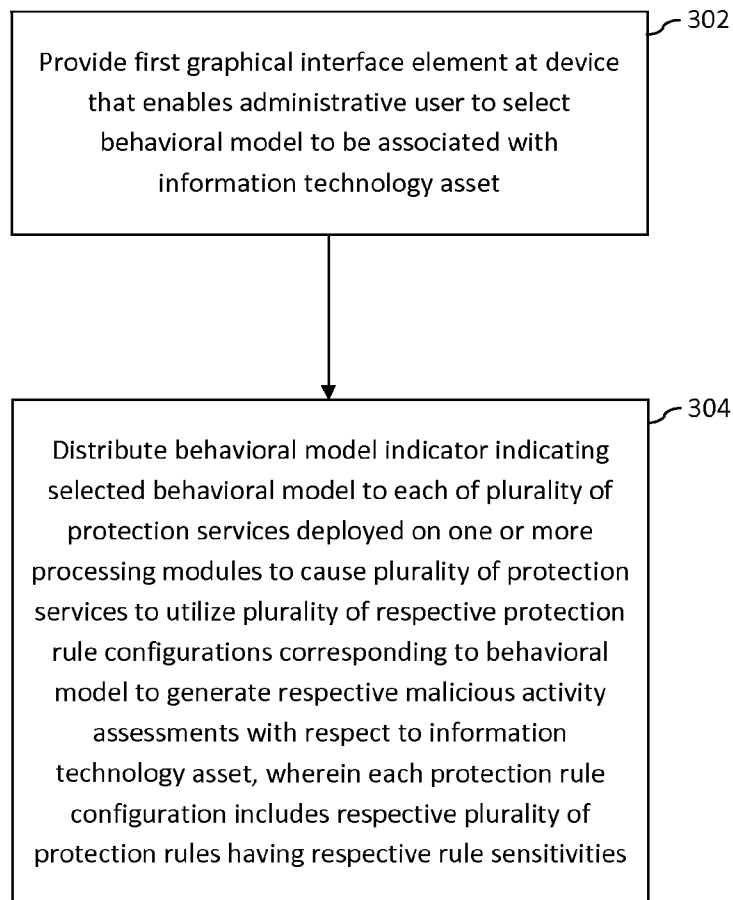 302
Provide first graphical interface element at device
that enables administrative user to select
behavioral model to be associated with
information technology asset
304
Distribute behavioral model indicator indicating
selected behavioral model to each of plurality of
protection services deployed on one or more
processing modules to cause plurality of protection
services to utilize plurality of respective protection
rule configurations corresponding to behavioral
model to generate respective malicious activity
assessments with respect to information
technology asset, wherein each protection rule
configuration includes respective plurality of
protection rules having respective rule sensitivities